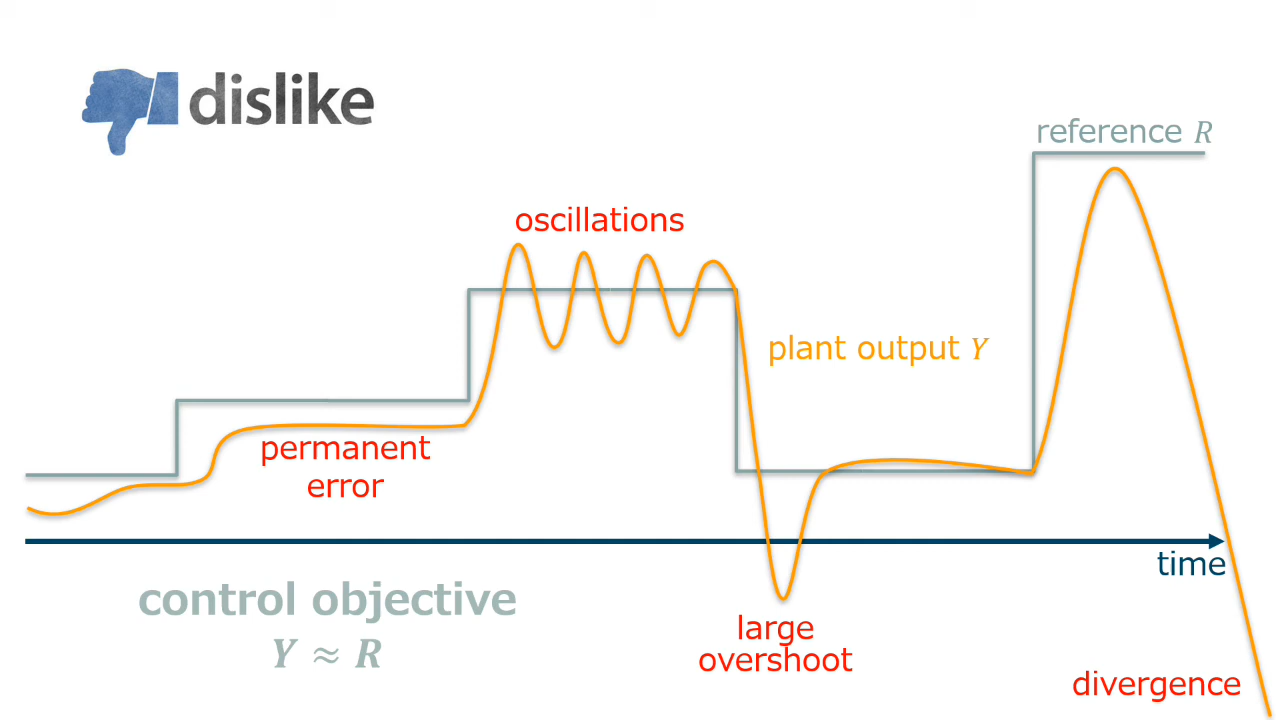 dislike
reference R
oscillations
plant output Y
permanent
error
time
control objective
Y ≈ R
large
overshoot
divergence